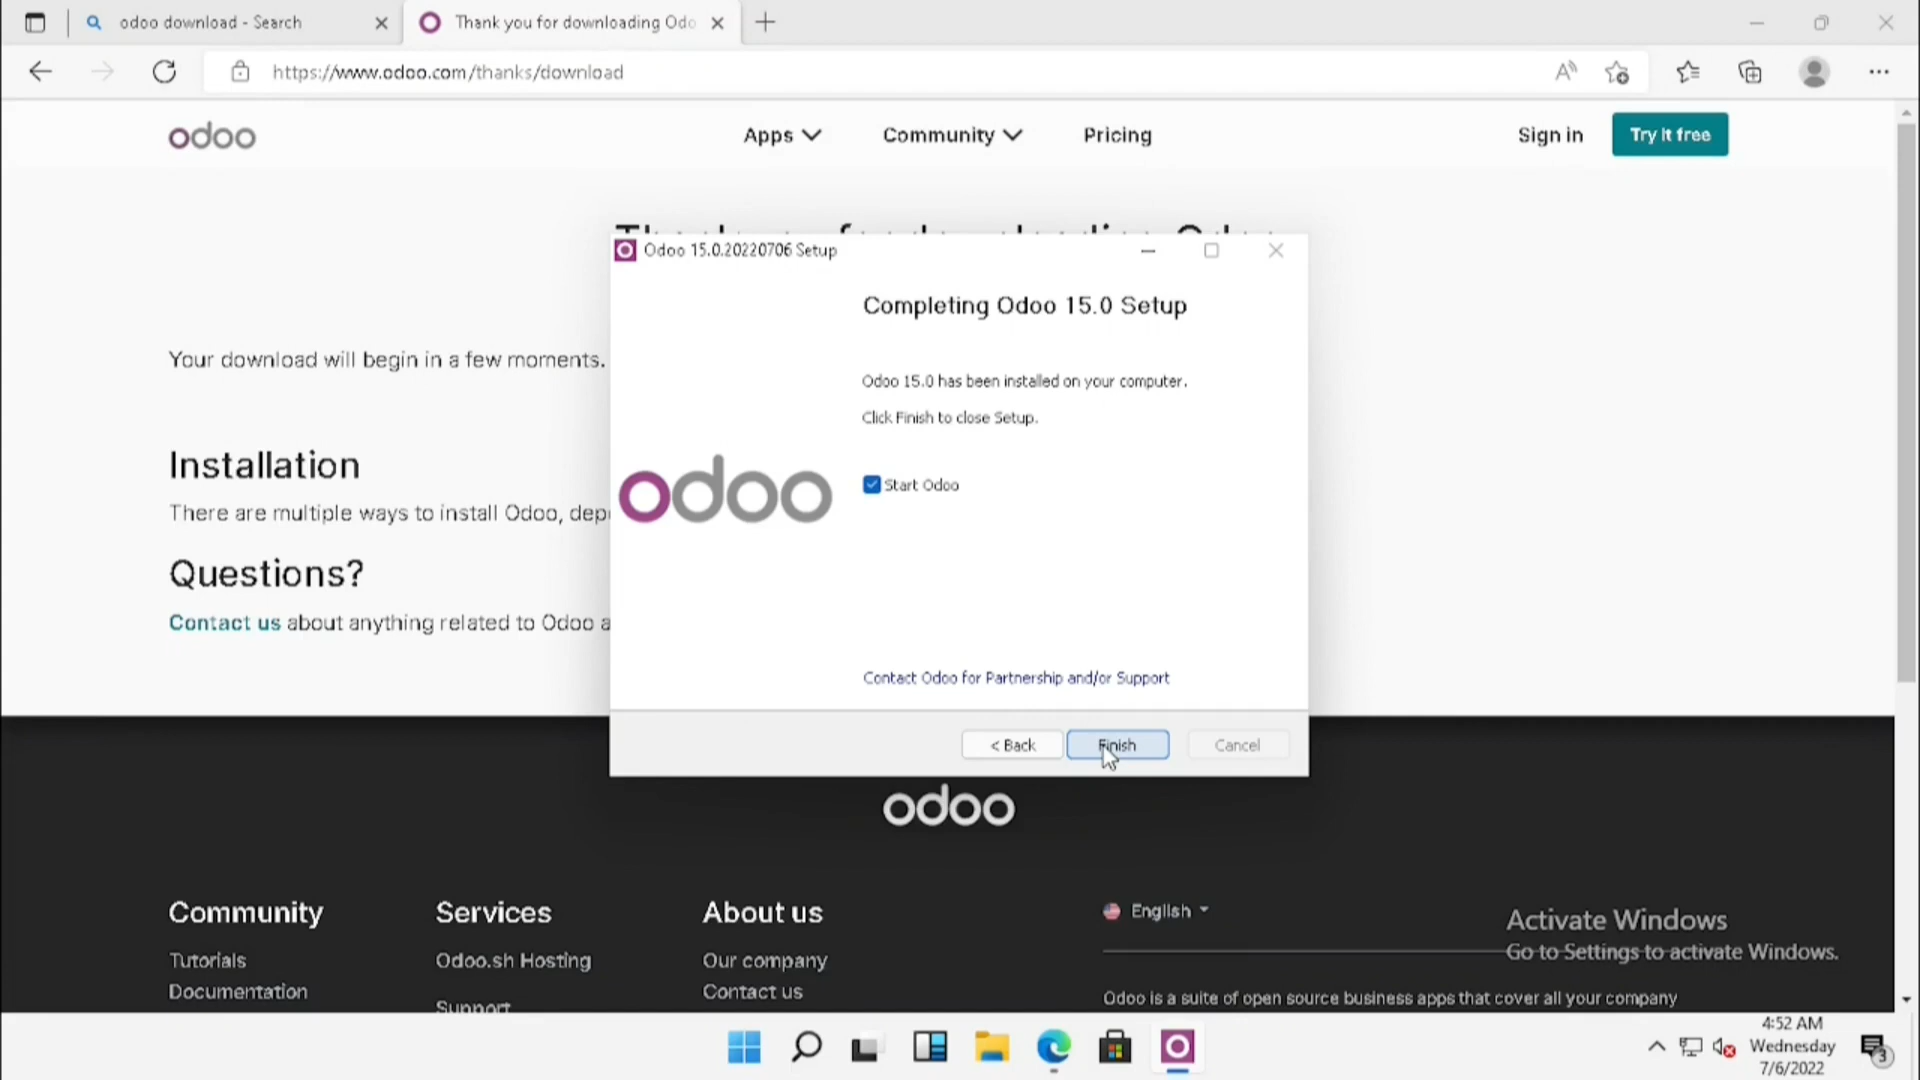 odoo download - Search
Thank you for downloading Odo
https://www.odoo.com/thanks/download
odoo
Apps
Community
Pricing
Sign in
Try it free
Odoo 15.0.20220706 Setup
Completing Odoo 15.0 Setup
Your download will begin in a few moments.
Odoo 15.0 has been installed on your computer.
Click Finish to close Setup.
Installation
Start Odoo
odoo
There are multiple ways to install Odoo, dep
Questions?
Contact us about anything related to Odoo a
Contact Odoo for Partnership and/or Support
< Back
Finish
Cancel
odoo
Community
Services
About us
English
Activate Windows
Go to Settings to activate Windows.
Tutorials
Odoo.sh Hosting
Our company
Documentation
Support
Contact us
Odoo is a suite of open source business apps that cover all your company
4:52 AM
Wednesday
7/6/2022
3